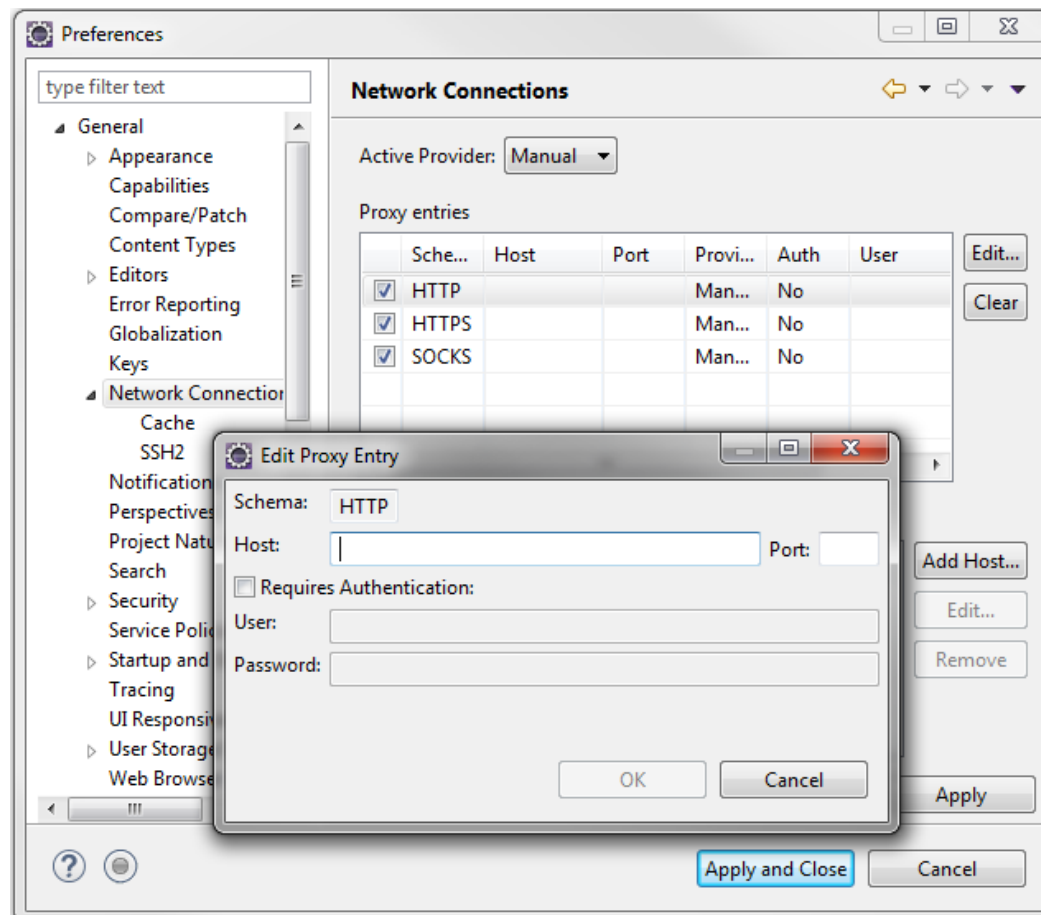 Preferences
type filter text
General
Appearance
Capabilities
Compare/Patch
Content Types
Editors
Error Reporting
Globalization
Keys
Network Connection
Cache
SSH2
Notification
Perspectives
Project Natu
Search
Security
Service Polic
Startup and
Tracing
UI Responsiv
User Storage
Web Browse
Network Connections
Active Provider: Manual
Proxy entries
Sche... Host Port Provi... Auth User
HTTP Man... No
HTTPS Man... No
SOCKS Man... No
Edit...
Clear
Edit Proxy Entry
Schema: HTTP
Host: Port:
Requires Authentication:
User:
Password:
OK Cancel
Add Host...
Edit...
Remove
Apply
Apply and Close Cancel